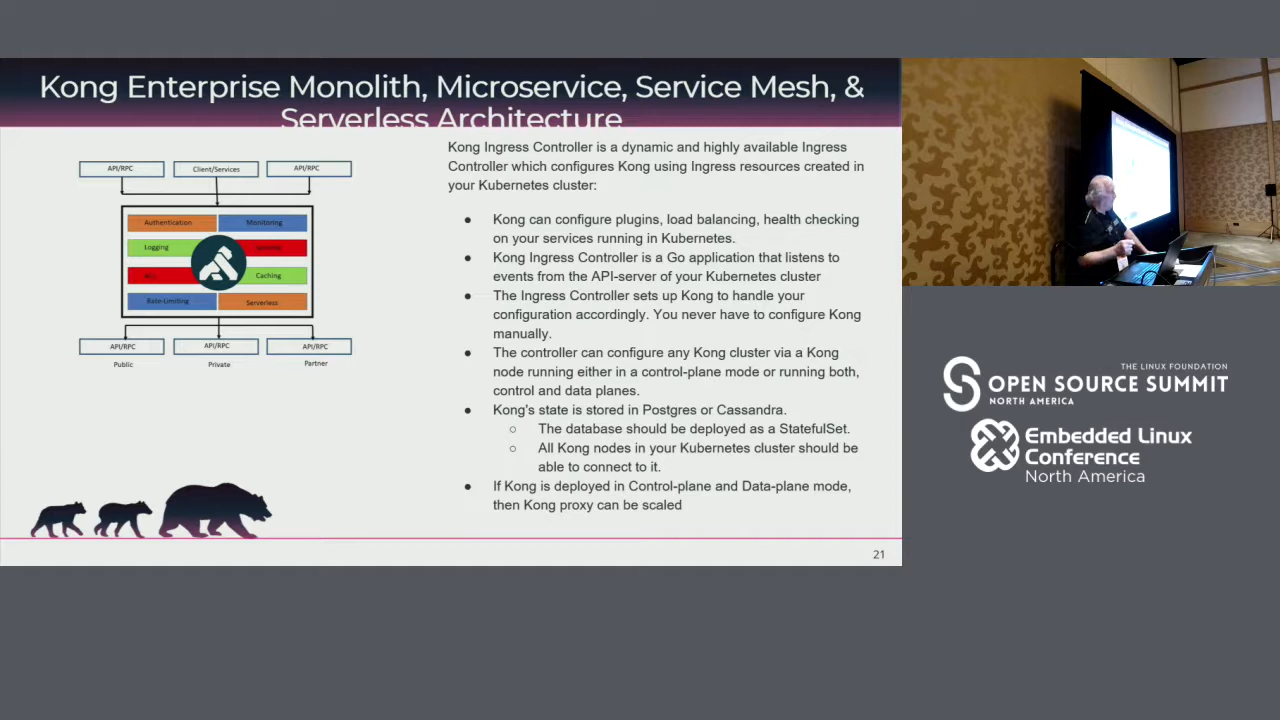 Kong Enterprise Monolith, Microservice, Service Mesh, &
Serverless Architecture
API/RPC
Client/Services
API/RPC
Authentication
Monitoring
Logging
Caching
Rate-Limiting
Serverless
API/RPC
API/RPC
API/RPC
Public
Private
Partner
Kong Ingress Controller is a dynamic and highly available Ingress
Controller which configures Kong using Ingress resources created in
your Kubernetes cluster:
● Kong can configure plugins, load balancing, health checking
on your services running in Kubernetes.
● Kong Ingress Controller is a Go application that listens to
events from the API-server of your Kubernetes cluster
● The Ingress Controller sets up Kong to handle your
configuration accordingly. You never have to configure Kong
manually.
● The controller can configure any Kong cluster via a Kong
node running either in a control-plane mode or running both,
control and data planes.
● Kong's state is stored in Postgres or Cassandra.
○ The database should be deployed as a StatefulSet.
○ All Kong nodes in your Kubernetes cluster should be
able to connect to it.
● If Kong is deployed in Control-plane and Data-plane mode,
then Kong proxy can be scaled
21
THE LINUX FOUNDATION
OPEN SOURCE SUMMIT
NORTH AMERICA
Embedded Linux
Conference
North America